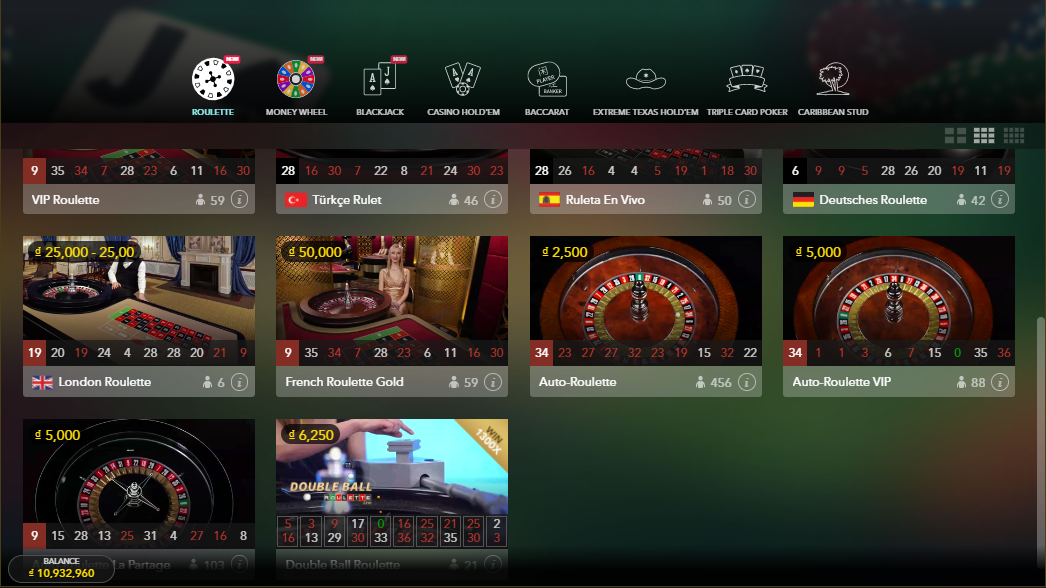 NEW
NEW
NEW
ROULETTE
MONEY WHEEL
BLACKJACK
CASINO HOLD'EM
PLAYER
BANKER
BACCARAT
EXTREME TEXAS HOLD'EM
TRIPLE CARD POKER
CARIBBEAN STUD
9 35 34 7 28 23 6 11 16 30
VIP Roulette 59
28 16 30 7 22 8 21 24 30 23
Türkçe Rulet 46
28 26 16 4 4 5 19 1 18 30
Ruleta En Vivo 50
6 9 9 5 28 26 20 19 11 19
Deutsches Roulette 42
₫ 25,000 - 25,00
19 20 19 24 4 28 28 20 21 9
London Roulette 6
₫ 50,000
9 35 34 7 28 23 6 11 16 30
French Roulette Gold 59
₫ 2,500
34 23 27 27 32 23 19 15 32 22
Auto-Roulette 456
₫ 5,000
34 1 1 3 6 7 15 0 35 36
Auto-Roulette VIP 88
₫ 5,000
9 15 28 13 25 31 4 27 16 8
La Partage 103
₫ 6,250
WIN
1300X
DOUBLE BALL
ROULETTE
5 3 9 17 0 16 25 21 25 2
16 13 29 30 33 36 32 35 30 3
Double Ball Roulette 21
BALANCE
₫ 10,932,960